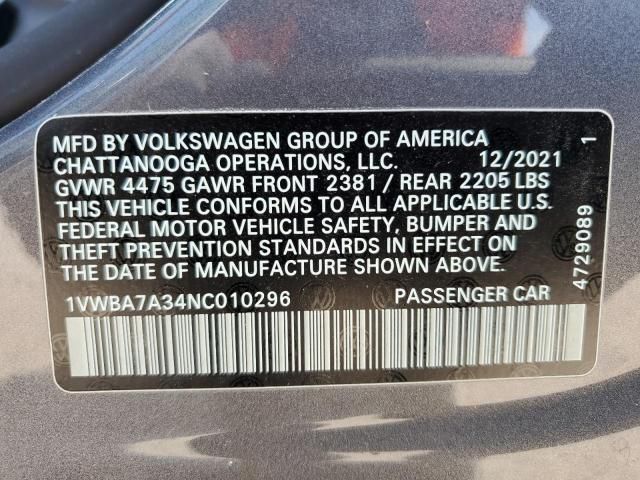 MFD BY VOLKSWAGEN GROUP OF AMERICA
CHATTANOOGA OPERATIONS, LLC. 12/2021
GVWR 4475 GAWR FRONT 2381 / REAR 2205 LBS
THIS VEHICLE CONFORMS TO ALL APPLICABLE U.S.
FEDERAL MOTOR VEHICLE SAFETY, BUMPER AND
THEFT PREVENTION STANDARDS IN EFFECT ON
THE DATE OF MANUFACTURE SHOWN ABOVE.
1VWBA7A34NC010296 PASSENGER CAR
4729089 1